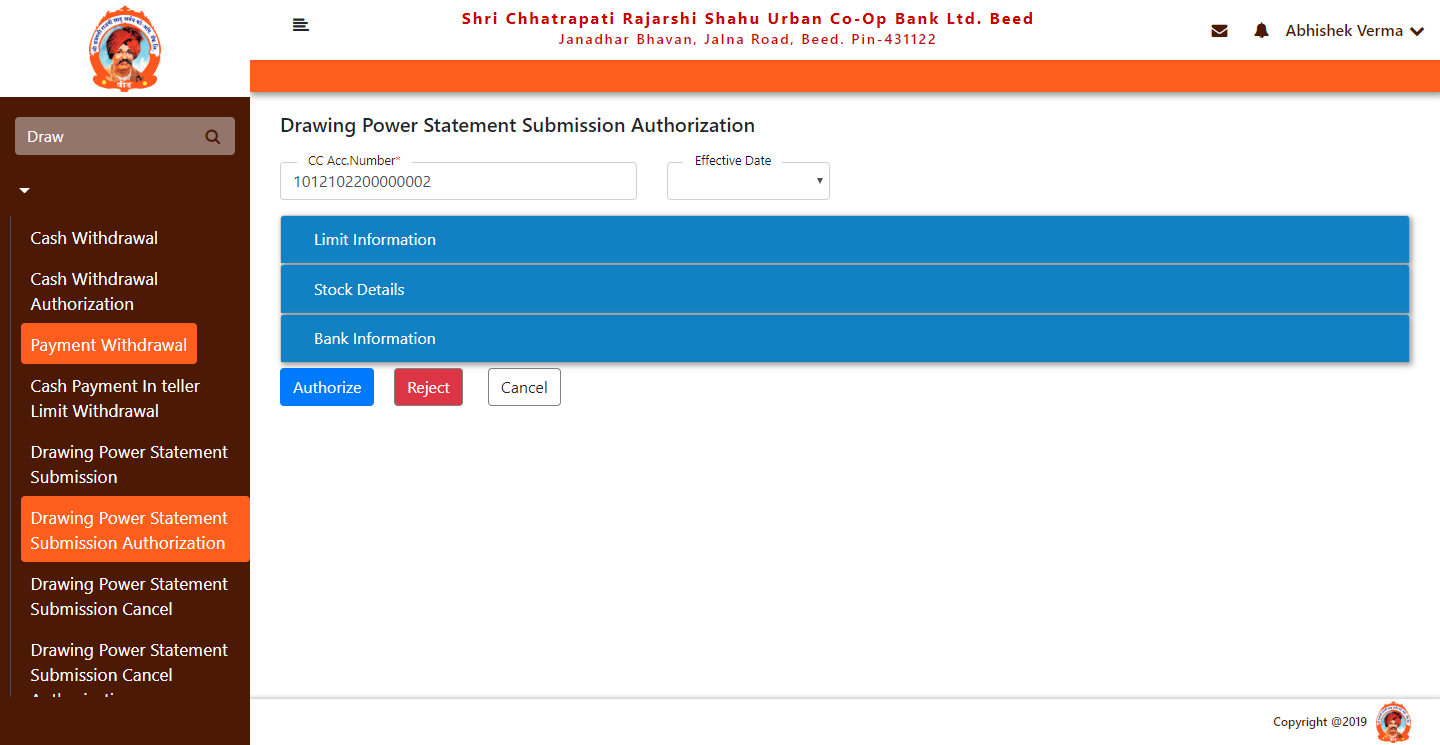 Shri Chhatrapati Rajarshi Shahu Urban Co-Op Bank Ltd. Beed
Janadhar Bhavan, Jalna Road, Beed. Pin-431122
Abhishek Verma
बीड
Draw
Cash Withdrawal
Cash Withdrawal
Authorization
Payment Withdrawal
Cash Payment In teller
Limit Withdrawal
Drawing Power Statement
Submission
Drawing Power Statement
Submission Authorization
Drawing Power Statement
Submission Cancel
Drawing Power Statement
Submission Cancel
Drawing Power Statement Submission Authorization
CC Acc.Number*
Effective Date
1012102200000002
Limit Information
Stock Details
Bank Information
Authorize
Reject
Cancel
Copyright @2019